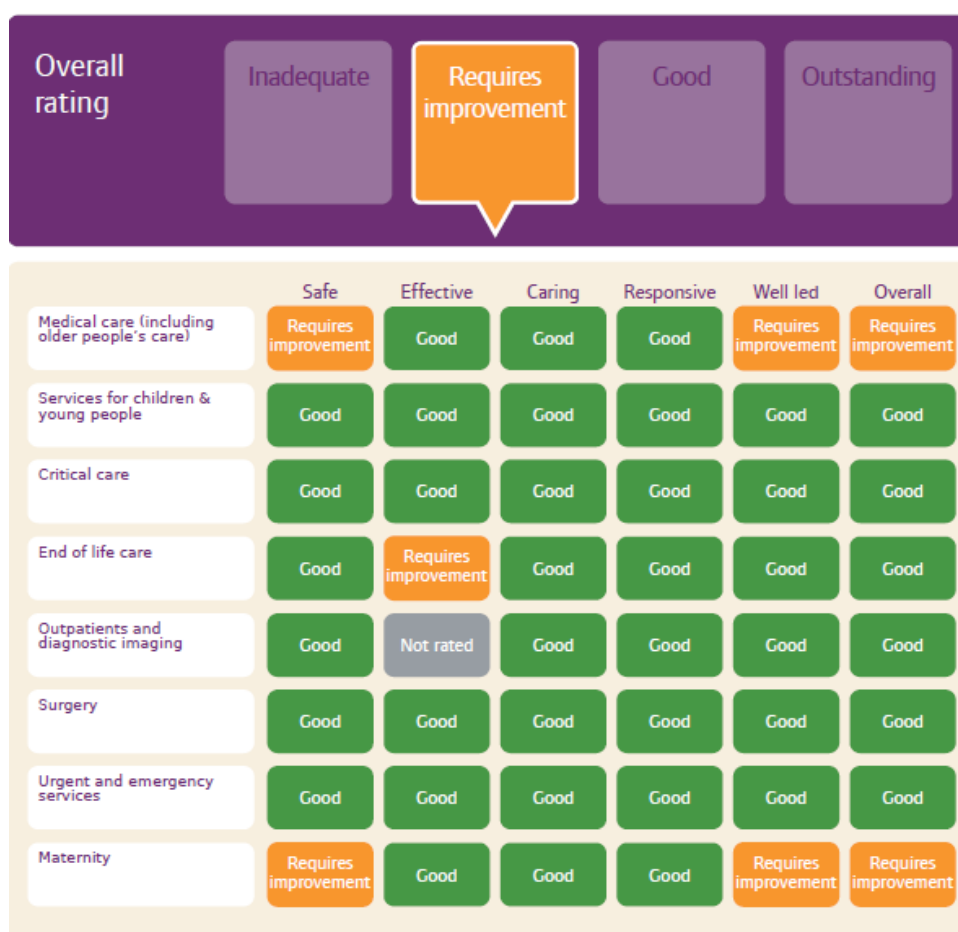 Overall
rating
Inadequate
Requires
improvement
Good
Outstanding
Safe Effective Caring Responsive Well led Overall
Medical care (including
older people's care)
Requires
improvement
Good
Good
Good
Requires
improvement
Requires
improvement
Services for children &
young people
Good
Good
Good
Good
Good
Good
Critical care
Good
Good
Good
Good
Good
Good
End of life care
Good
Requires
improvement
Good
Good
Good
Good
Outpatients and
diagnostic imaging
Good
Not rated
Good
Good
Good
Good
Surgery
Good
Good
Good
Good
Good
Good
Urgent and emergency
services
Good
Good
Good
Good
Good
Good
Maternity
Requires
improvement
Good
Good
Good
Requires
improvement
Requires
improvement